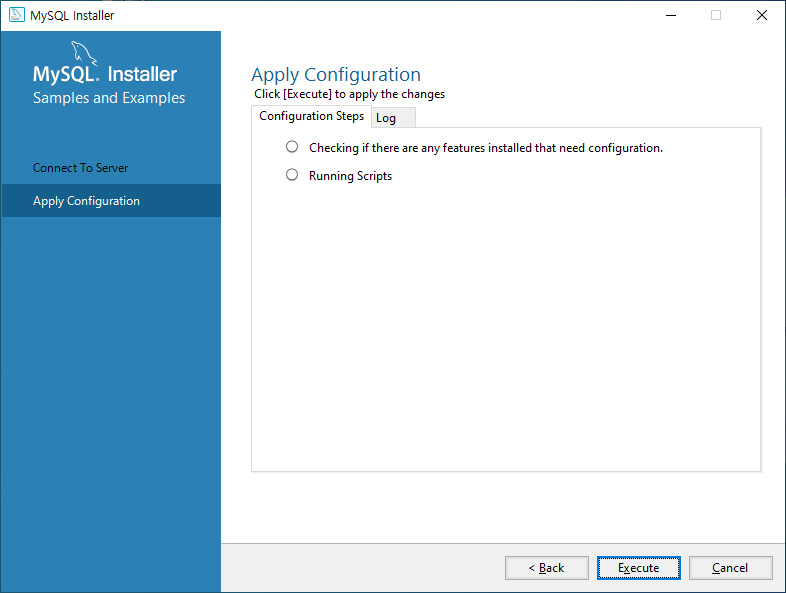 MySQL Installer
MySQL. Installer
Samples and Examples
Connect To Server
Apply Configuration
Apply Configuration
Click [Execute] to apply the changes
Configuration Steps
Log
Checking if there are any features installed that need configuration.
Running Scripts
< Back
Execute
Cancel